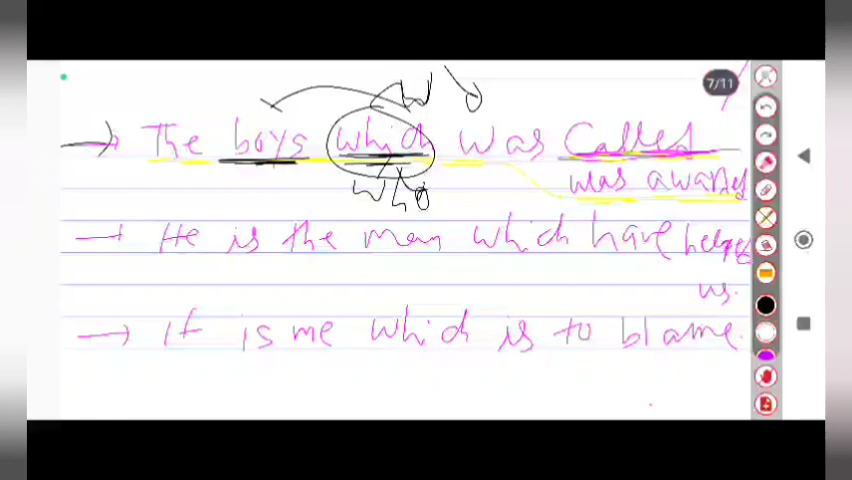 7/11
→ The boys which was Called
who
was awarded
→ He is the man which have helped
us.
→ It is me which is to blame.